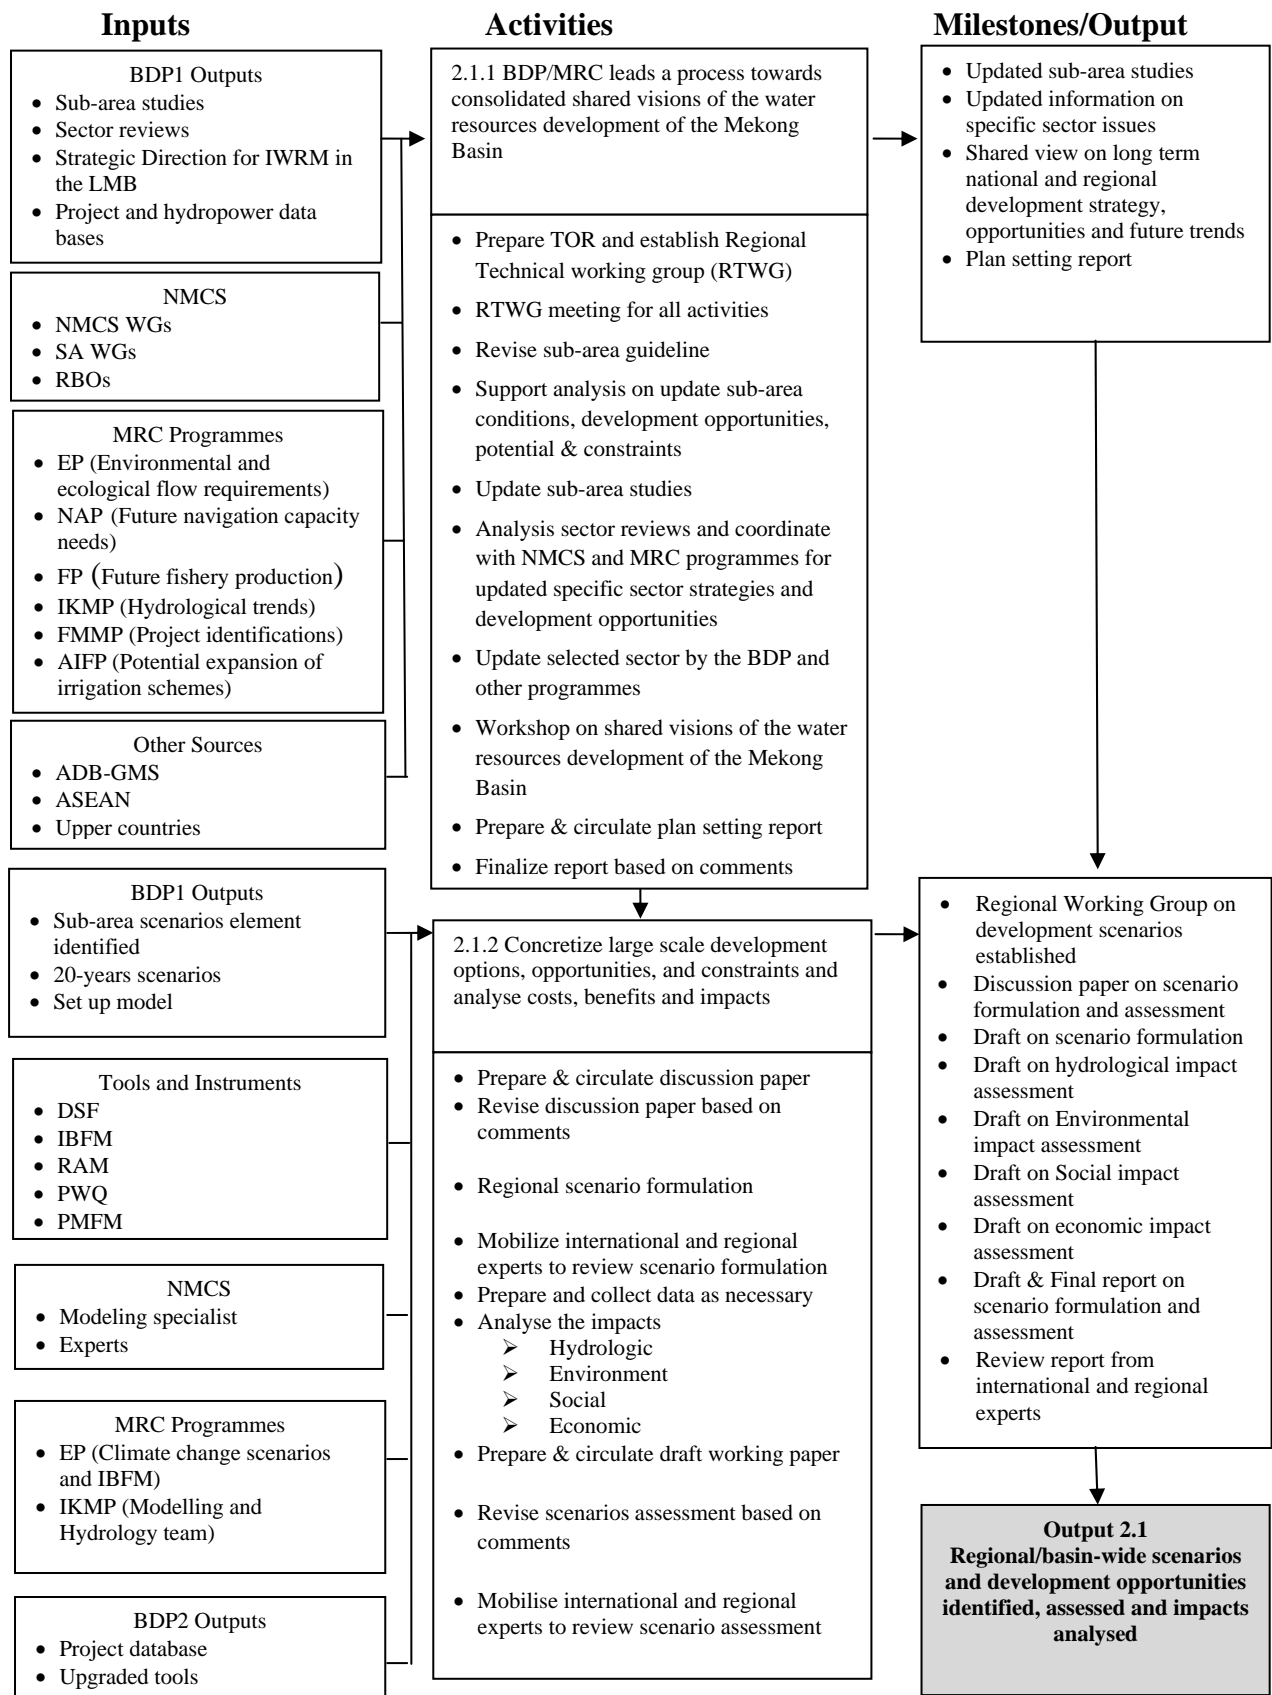 Inputs
Activities
Milestones/Output
BDP1 Outputs
• Sub-area studies
• Sector reviews
• Strategic Direction for IWRM in
the LMB
• Project and hydropower data
bases
NMCS
• NMCS WGs
• SA WGs
• RBOs
MRC Programmes
• EP (Environmental and
ecological flow requirements)
• NAP (Future navigation capacity
needs)
• FP (Future fishery production)
• IKMP (Hydrological trends)
• FMMP (Project identifications)
• AIFP (Potential expansion of
irrigation schemes)
Other Sources
• ADB-GMS
• ASEAN
• Upper countries
2.1.1 BDP/MRC leads a process towards
consolidated shared visions of the water
resources development of the Mekong
Basin
• Prepare TOR and establish Regional
Technical working group (RTWG)
• RTWG meeting for all activities
• Revise sub-area guideline
• Support analysis on update sub-area
conditions, development opportunities,
potential & constraints
• Update sub-area studies
• Analysis sector reviews and coordinate
with NMCS and MRC programmes for
updated specific sector strategies and
development opportunities
• Update selected sector by the BDP and
other programmes
• Workshop on shared visions of the water
resources development of the Mekong
Basin
• Prepare & circulate plan setting report
• Finalize report based on comments
• Updated sub-area studies
• Updated information on
specific sector issues
• Shared view on long term
national and regional
development strategy,
opportunities and future trends
• Plan setting report
BDP1 Outputs
• Sub-area scenarios element
identified
• 20-years scenarios
• Set up model
Tools and Instruments
• DSF
• IBFM
• RAM
• PWQ
• PMFM
NMCS
• Modeling specialist
• Experts
MRC Programmes
• EP (Climate change scenarios
and IBFM)
• IKMP (Modelling and
Hydrology team)
BDP2 Outputs
• Project database
• Upgraded tools
2.1.2 Concretize large scale development
options, opportunities, and constraints and
analyse costs, benefits and impacts
• Prepare & circulate discussion paper
• Revise discussion paper based on
comments
• Regional scenario formulation
• Mobilize international and regional
experts to review scenario formulation
• Prepare and collect data as necessary
• Analyse the impacts
➢ Hydrologic
➢ Environment
➢ Social
➢ Economic
• Prepare & circulate draft working paper
• Revise scenarios assessment based on
comments
• Mobilise international and regional
experts to review scenario assessment
• Regional Working Group on
development scenarios
established
• Discussion paper on scenario
formulation and assessment
• Draft on scenario formulation
• Draft on hydrological impact
assessment
• Draft on Environmental
impact assessment
• Draft on Social impact
assessment
• Draft on economic impact
assessment
• Draft & Final report on
scenario formulation and
assessment
• Review report from
international and regional
experts
Output 2.1
Regional/basin-wide scenarios
and development opportunities
identified, assessed and impacts
analysed